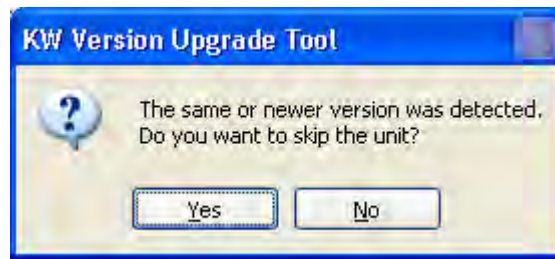 KW Version Upgrade Tool
The same or newer version was detected.
Do you want to skip the unit?
Yes
No